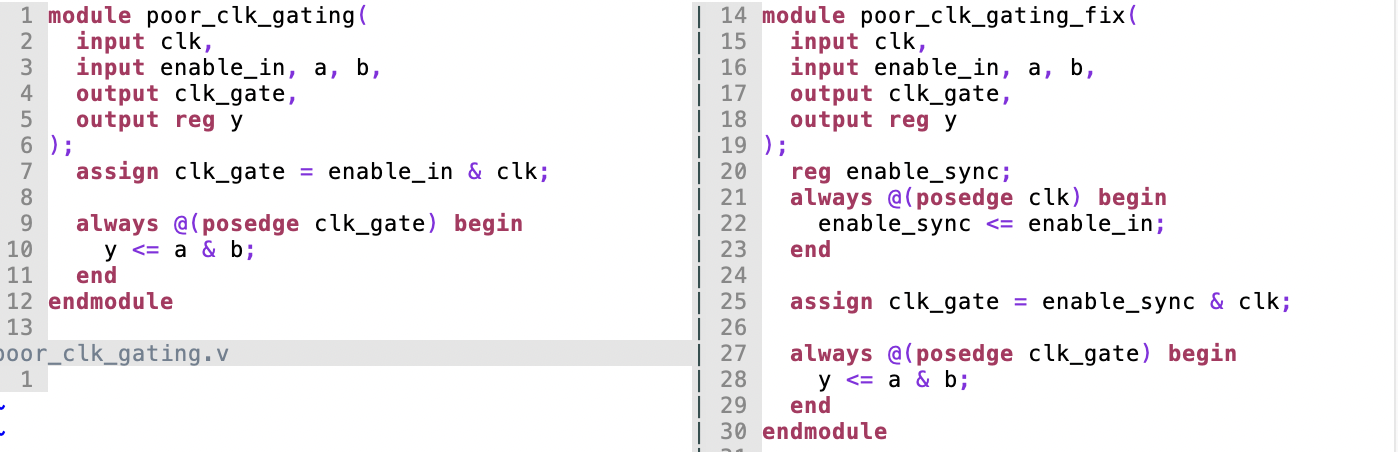 1 module poor_clk_gating(
2   input clk,
3   input enable_in, a, b,
4   output clk_gate,
5   output reg y
6 );
7   assign clk_gate = enable_in & clk;
8
9   always @(posedge clk_gate) begin
10     y <= a & b;
11   end
12 endmodule
13
poor_clk_gating.v
1
~
~
14 module poor_clk_gating_fix(
15   input clk,
16   input enable_in, a, b,
17   output clk_gate,
18   output reg y
19 );
20   reg enable_sync;
21   always @(posedge clk) begin
22     enable_sync <= enable_in;
23   end
24
25   assign clk_gate = enable_sync & clk;
26
27   always @(posedge clk_gate) begin
28     y <= a & b;
29   end
30 endmodule